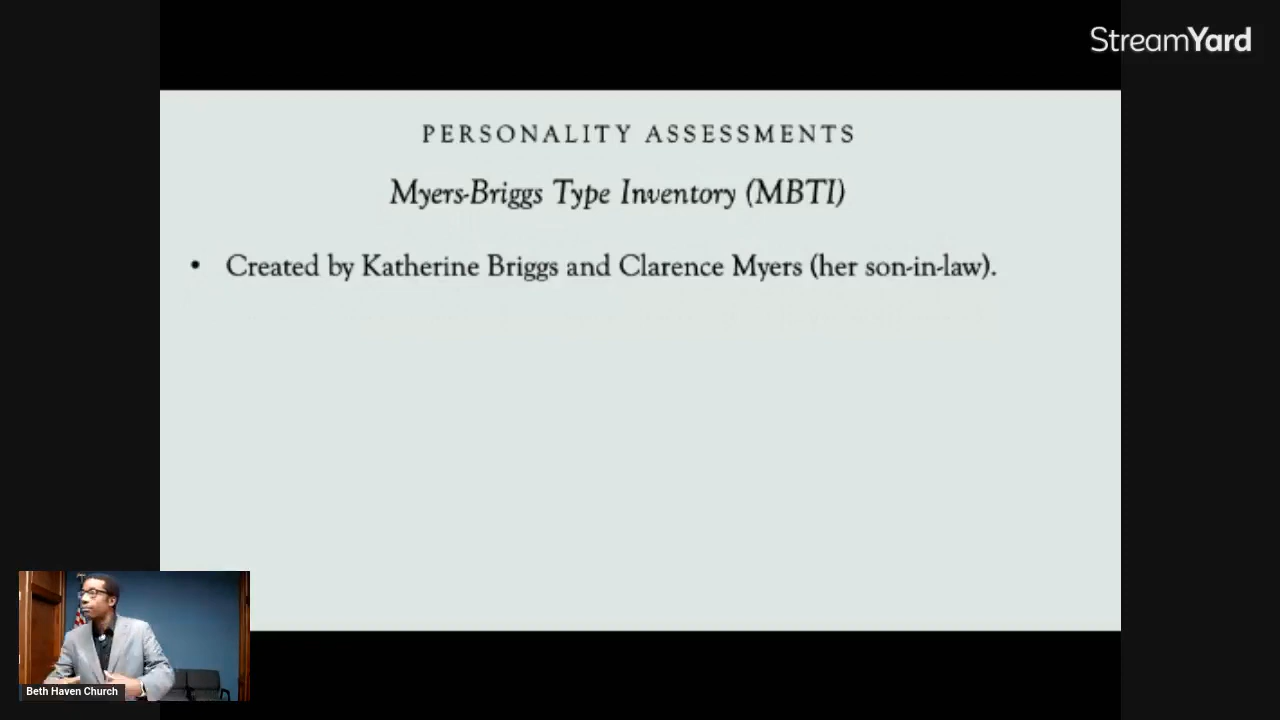 StreamYard
PERSONALITY ASSESSMENTS
Myers-Briggs Type Inventory (MBTI)
• Created by Katherine Briggs and Clarence Myers (her son-in-law).
Beth Haven Church